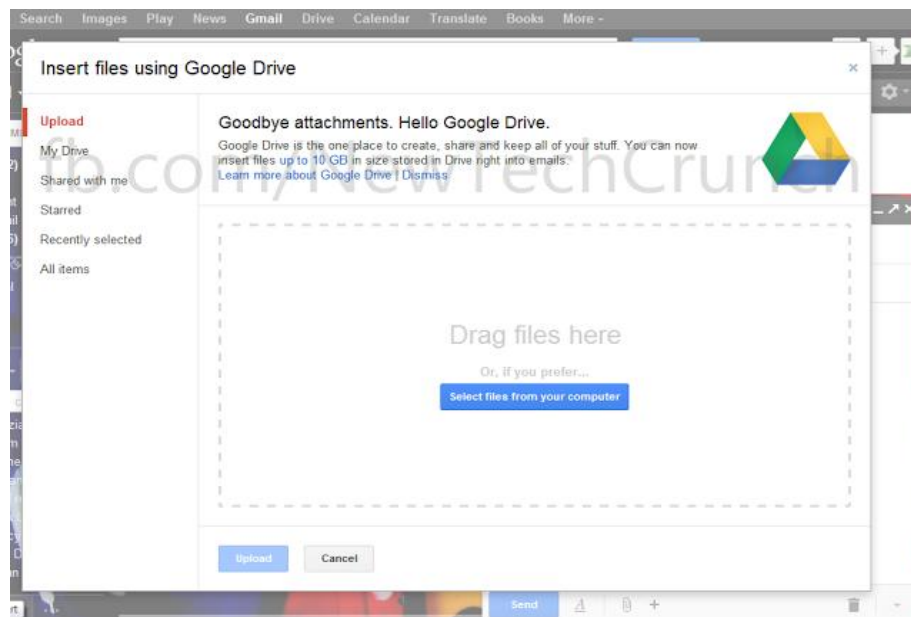 Search Images Play News Gmail Drive Calendar Translate Books More
Insert files using Google Drive
Upload
My Drive
Shared with me
Starred
Recently selected
All items
Goodbye attachments. Hello Google Drive.
Google Drive is the one place to create, share and keep all of your stuff. You can now
insert files up to 10 GB in size stored in Drive right into emails.
Learn more about Google Drive | Dismiss
fb.com/NewTechCrunch
Drag files here
Or, if you prefer...
Select files from your computer
Upload Cancel
Send